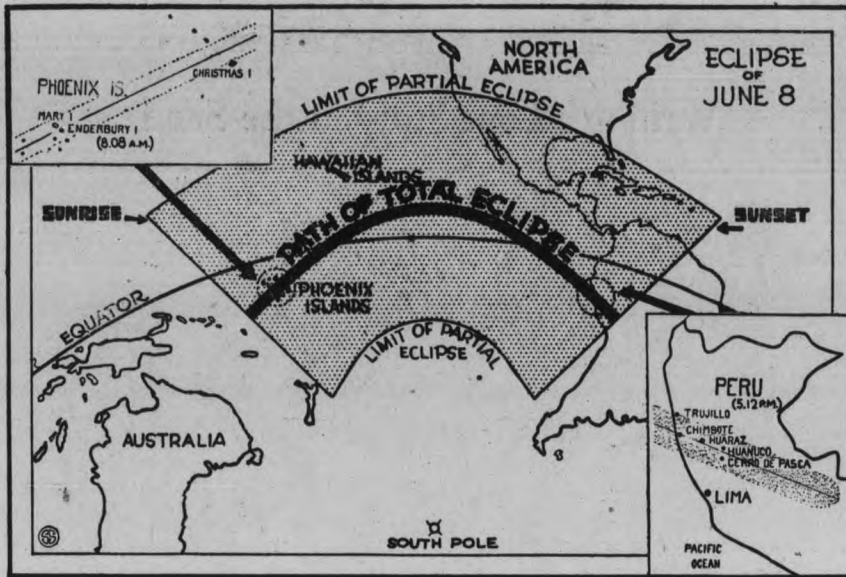 PHOENIX IS.
CHRISTMAS I
MARY I
ENDERBURY I
(8.08 A.M.)
NORTH
AMERICA
ECLIPSE
OF
JUNE 8
LIMIT OF PARTIAL ECLIPSE
HAWAIIAN
ISLANDS
SUNRISE
SUNSET
PATH OF TOTAL ECLIPSE
PHOENIX
ISLANDS
EQUATOR
LIMIT OF PARTIAL
ECLIPSE
AUSTRALIA
SOUTH POLE
PERU
(5.12 P.M.)
TRUJILLO
CHIMBOTE
HUARAZ
HUANUCO
CERRO DE PASCA
LIMA
PACIFIC
OCEAN